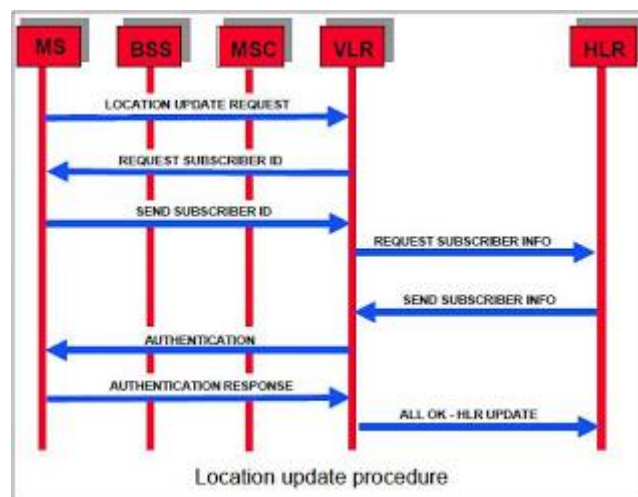 MS BSS MSC VLR HLR
LOCATION UPDATE REQUEST
REQUEST SUBSCRIBER ID
SEND SUBSCRIBER ID
REQUEST SUBSCRIBER INFO
SEND SUBSCRIBER INFO
AUTHENTICATION
AUTHENTICATION RESPONSE
ALL OK - HLR UPDATE
Location update procedure